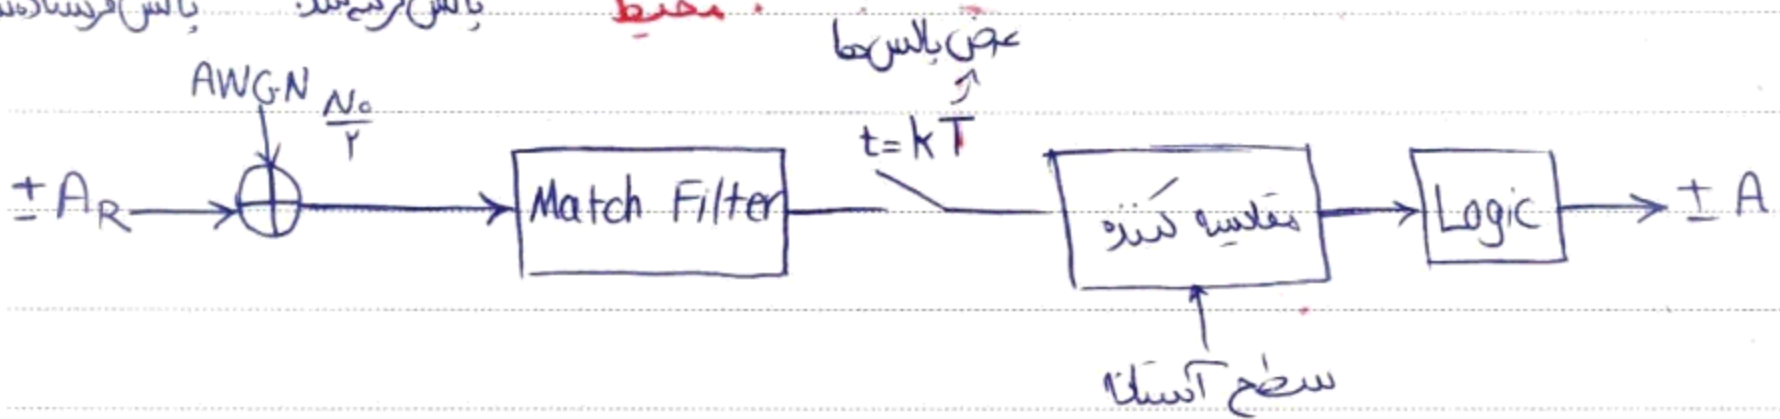 محیط
عرض پالس‌ها
AWGN N₀/۲
t=kT
± A_R Match Filter مقایسه کننده Logic ± A
سطح آستانه